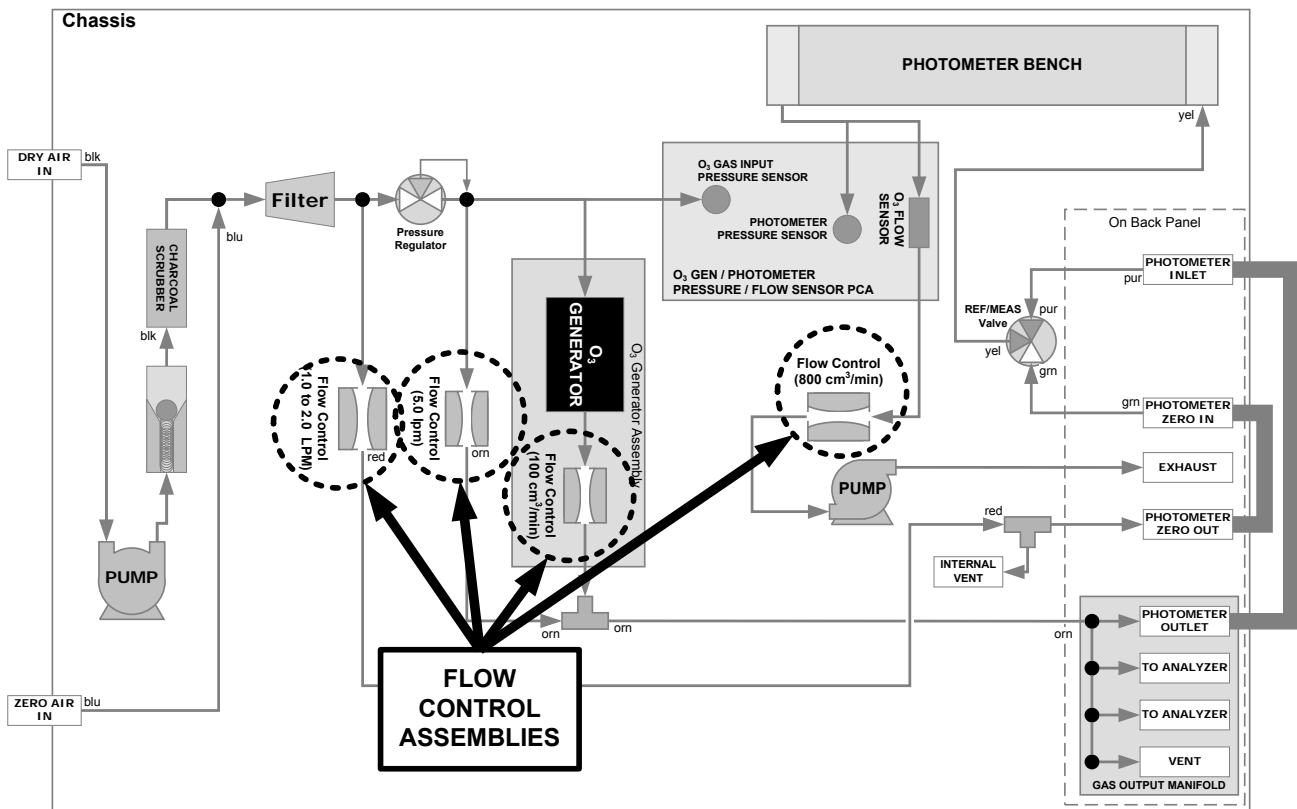 Chassis
PHOTOMETER BENCH
yel
DRY AIR
IN
blk
Filter
Pressure
Regulator
O₃ GAS INPUT
PRESSURE SENSOR
PHOTOMETER
PRESSURE SENSOR
O₃ FLOW
SENSOR
O₃ GEN / PHOTOMETER
PRESSURE / FLOW SENSOR PCA
On Back Panel
PHOTOMETER
INLET
pur
pur
REF/MEAS
Valve
yel
grn
grn
PHOTOMETER
ZERO IN
blu
CHARCOAL
SCRUBBER
blk
O₃
GENERATOR
O₃ Generator Assembly
Flow Control
(1.0 to 2.0 LPM)
red
Flow Control
(5.0 lpm)
orn
Flow Control
(100 cm³/min)
Flow Control
(800 cm³/min)
PUMP
EXHAUST
red
PHOTOMETER
ZERO OUT
INTERNAL
VENT
PUMP
orn
orn
orn
PHOTOMETER
OUTLET
TO ANALYZER
TO ANALYZER
VENT
GAS OUTPUT MANIFOLD
FLOW
CONTROL
ASSEMBLIES
ZERO AIR
IN
blu